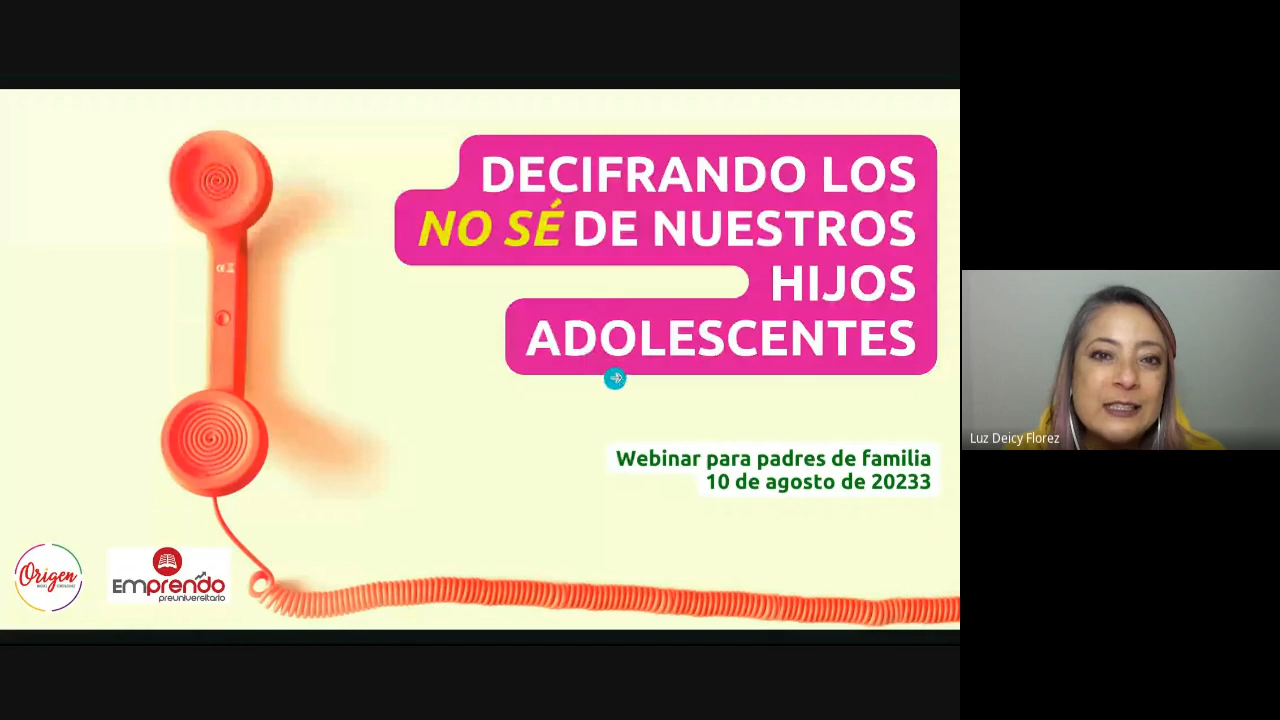 DECIFRANDO LOS
NO SÉ DE NUESTROS
HIJOS
ADOLESCENTES
Webinar para padres de familia
10 de agosto de 20233
Origen
Emprendo
preuniversitario
Luz Deicy Florez